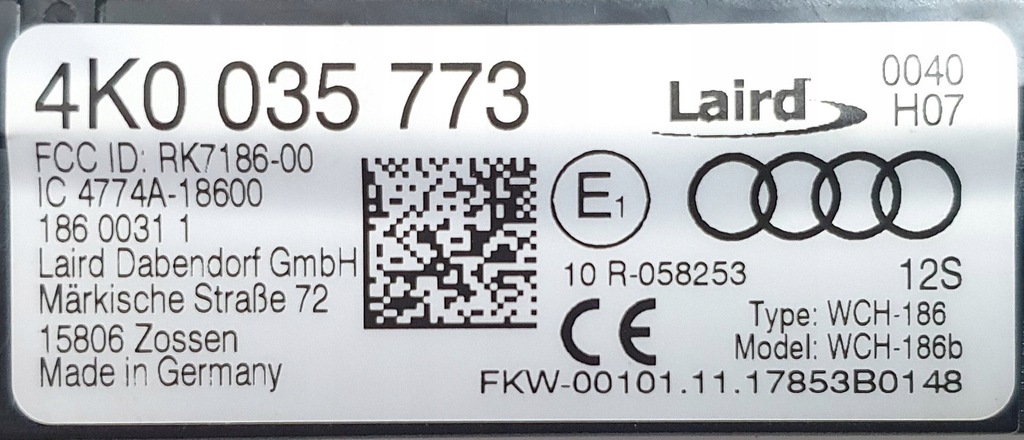 4K0 035 773
Laird
0040
H07
FCC ID: RK7186-00
IC 4774A-18600
186 0031 1
Laird Dabendorf GmbH
Märkische Straße 72
15806 Zossen
Made in Germany
E1
10 R-058253
12S
CE
Type: WCH-186
Model: WCH-186b
FKW-00101.11.17853B0148